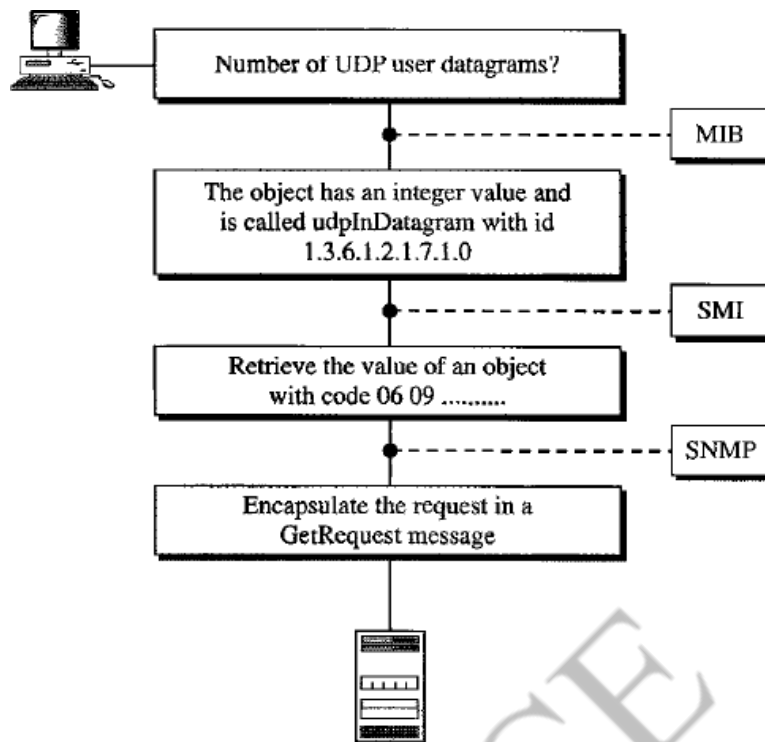 Number of UDP user datagrams?
MIB
The object has an integer value and
is called udpInDatagram with id
1.3.6.1.2.1.7.1.0
SMI
Retrieve the value of an object
with code 06 09 ..........
SNMP
Encapsulate the request in a
GetRequest message